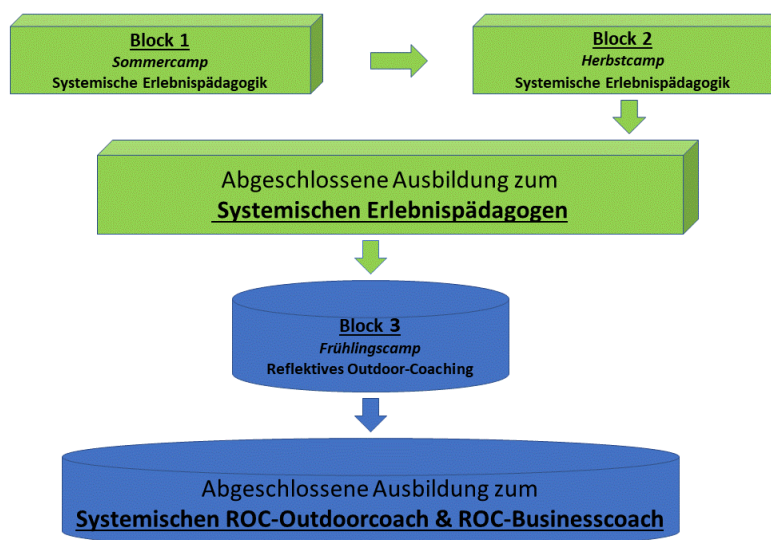 Block 1
Sommercamp
Systemische Erlebnispädagogik
Block 2
Herbstcamp
Systemische Erlebnispädagogik
Abgeschlossene Ausbildung zum
Systemischen Erlebnispädagogen
Block 3
Frühlingscamp
Reflektives Outdoor-Coaching
Abgeschlossene Ausbildung zum
Systemischen ROC-Outdoorcoach & ROC-Businesscoach